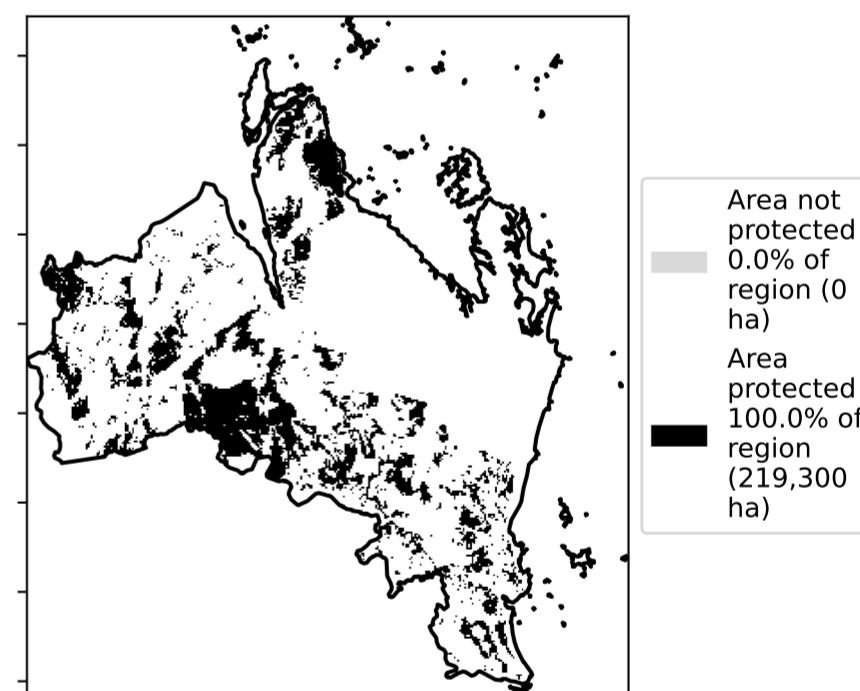 Area not
protected
0.0% of
region (0
ha)
Area
protected
100.0% of
region
(219,300
ha)